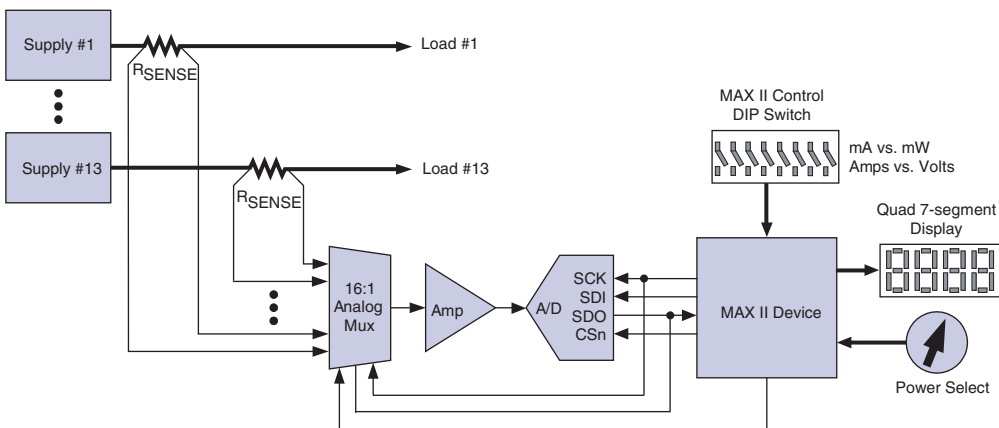 Supply #1
Load #1
RSENSE
Supply #13
Load #13
RSENSE
MAX II Control
DIP Switch
mA vs. mW
Amps vs. Volts
Quad 7-segment
Display
16:1
Analog
Mux
Amp
A/D
SCK
SDI
SDO
CSn
MAX II Device
Power Select